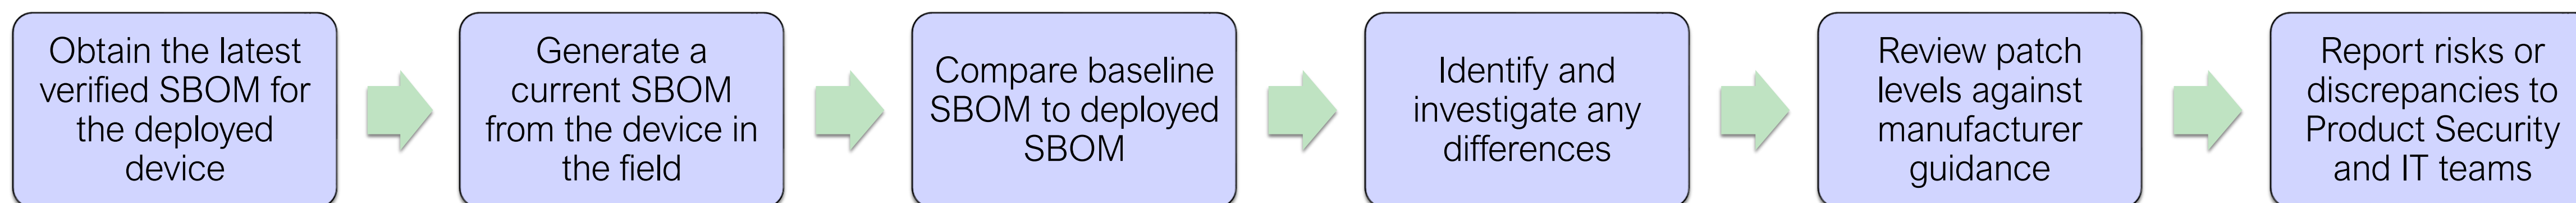 Obtain the latest
verified SBOM for
the deployed
device
Generate a
current SBOM
from the device in
the field
Compare baseline
SBOM to deployed
SBOM
Identify and
investigate any
differences
Review patch
levels against
manufacturer
guidance
Report risks or
discrepancies to
Product Security
and IT teams